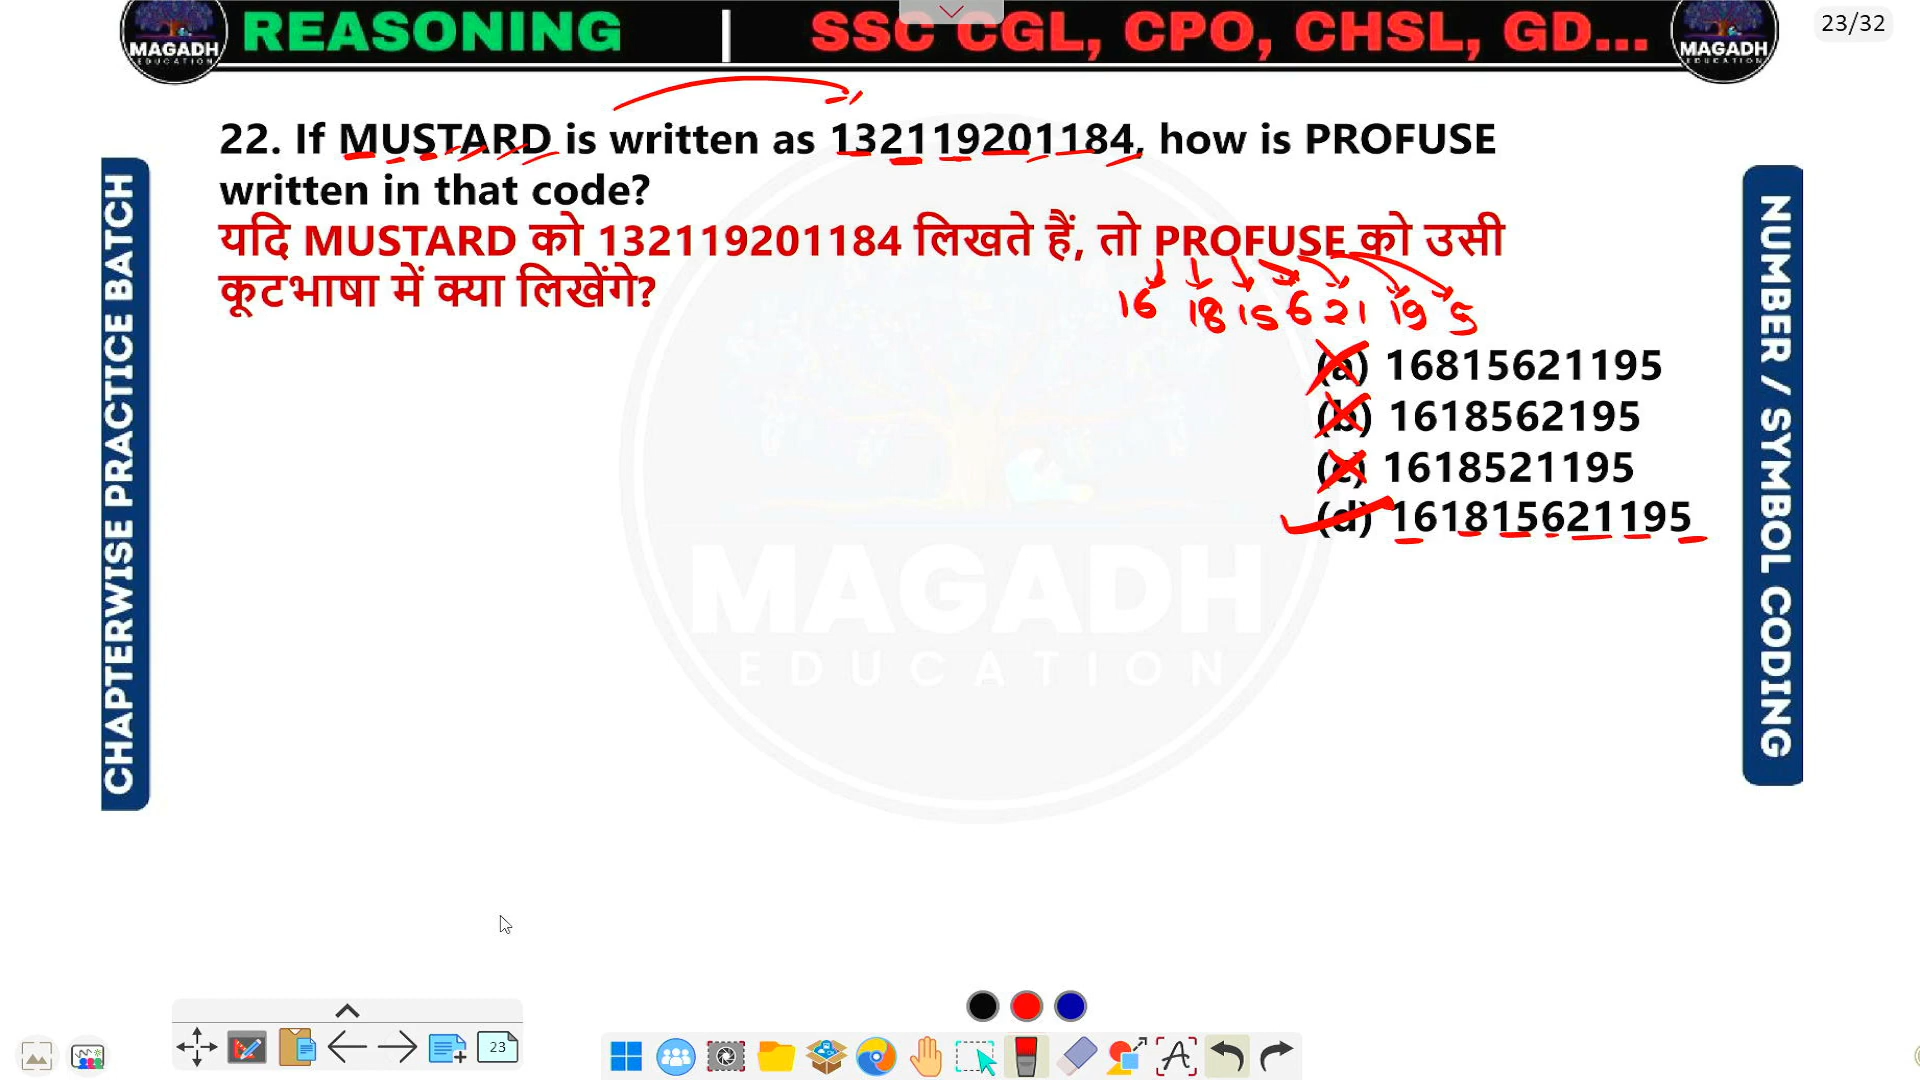 MAGADH
EDUCATION
REASONING | SSC CGL, CPO, CHSL, GD...
MAGADH
EDUCATION
23/32
22. If MUSTARD is written as 132119201184, how is PROFUSE
written in that code?
यदि MUSTARD को 132119201184 लिखते हैं, तो PROFUSE को उसी
कूटभाषा में क्या लिखेंगे?
16 18 15 6 21 19 5
(a) 16815621195
(b) 1618562195
(c) 1618521195
(d) 161815621195
CHAPTERWISE PRACTICE BATCH
NUMBER / SYMBOL CODING
MAGADH
EDUCATION
23